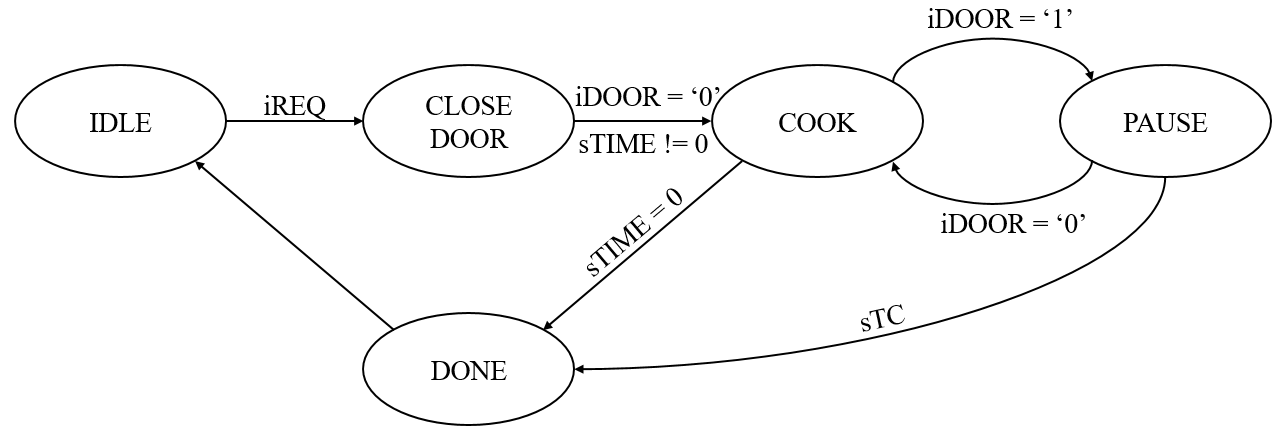 iDOOR = ‘1’
IDLE
iREQ
CLOSE
DOOR
iDOOR = ‘0’
sTIME != 0
COOK
PAUSE
iDOOR = ‘0’
sTIME = 0
sTC
DONE